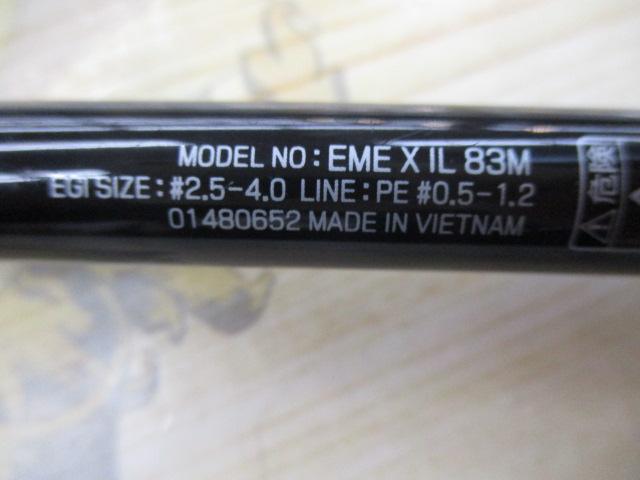 MODEL NO : EME X IL 83M
EGI SIZE : #2.5-4.0 LINE : PE #0.5-1.2
01480652 MADE IN VIETNAM
危険